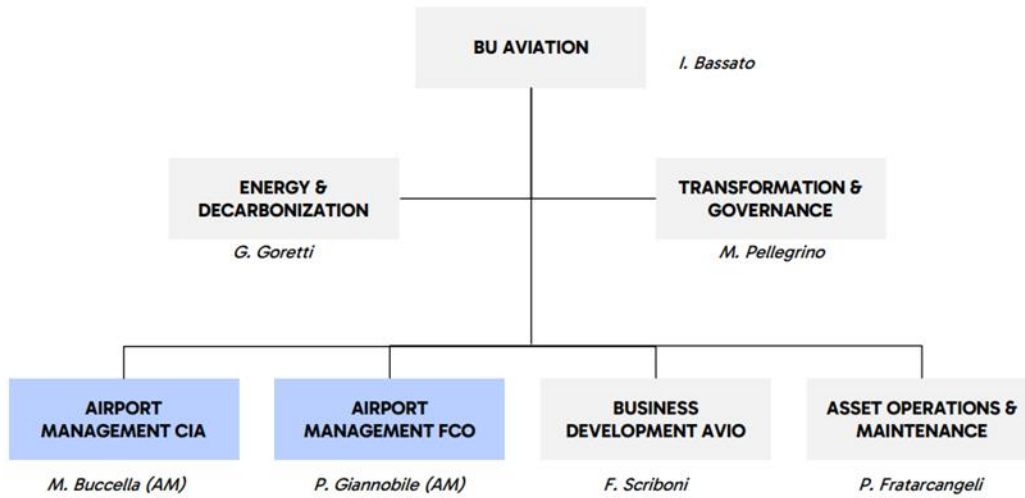 BU AVIATION
I. Bassato
ENERGY &
DECARBONIZATION
G. Goretti
TRANSFORMATION &
GOVERNANCE
M. Pellegrino
AIRPORT
MANAGEMENT CIA
M. Buccella (AM)
AIRPORT
MANAGEMENT FCO
P. Giannobile (AM)
BUSINESS
DEVELOPMENT AVIO
F. Scriboni
ASSET OPERATIONS &
MAINTENANCE
P. Fratarcangeli